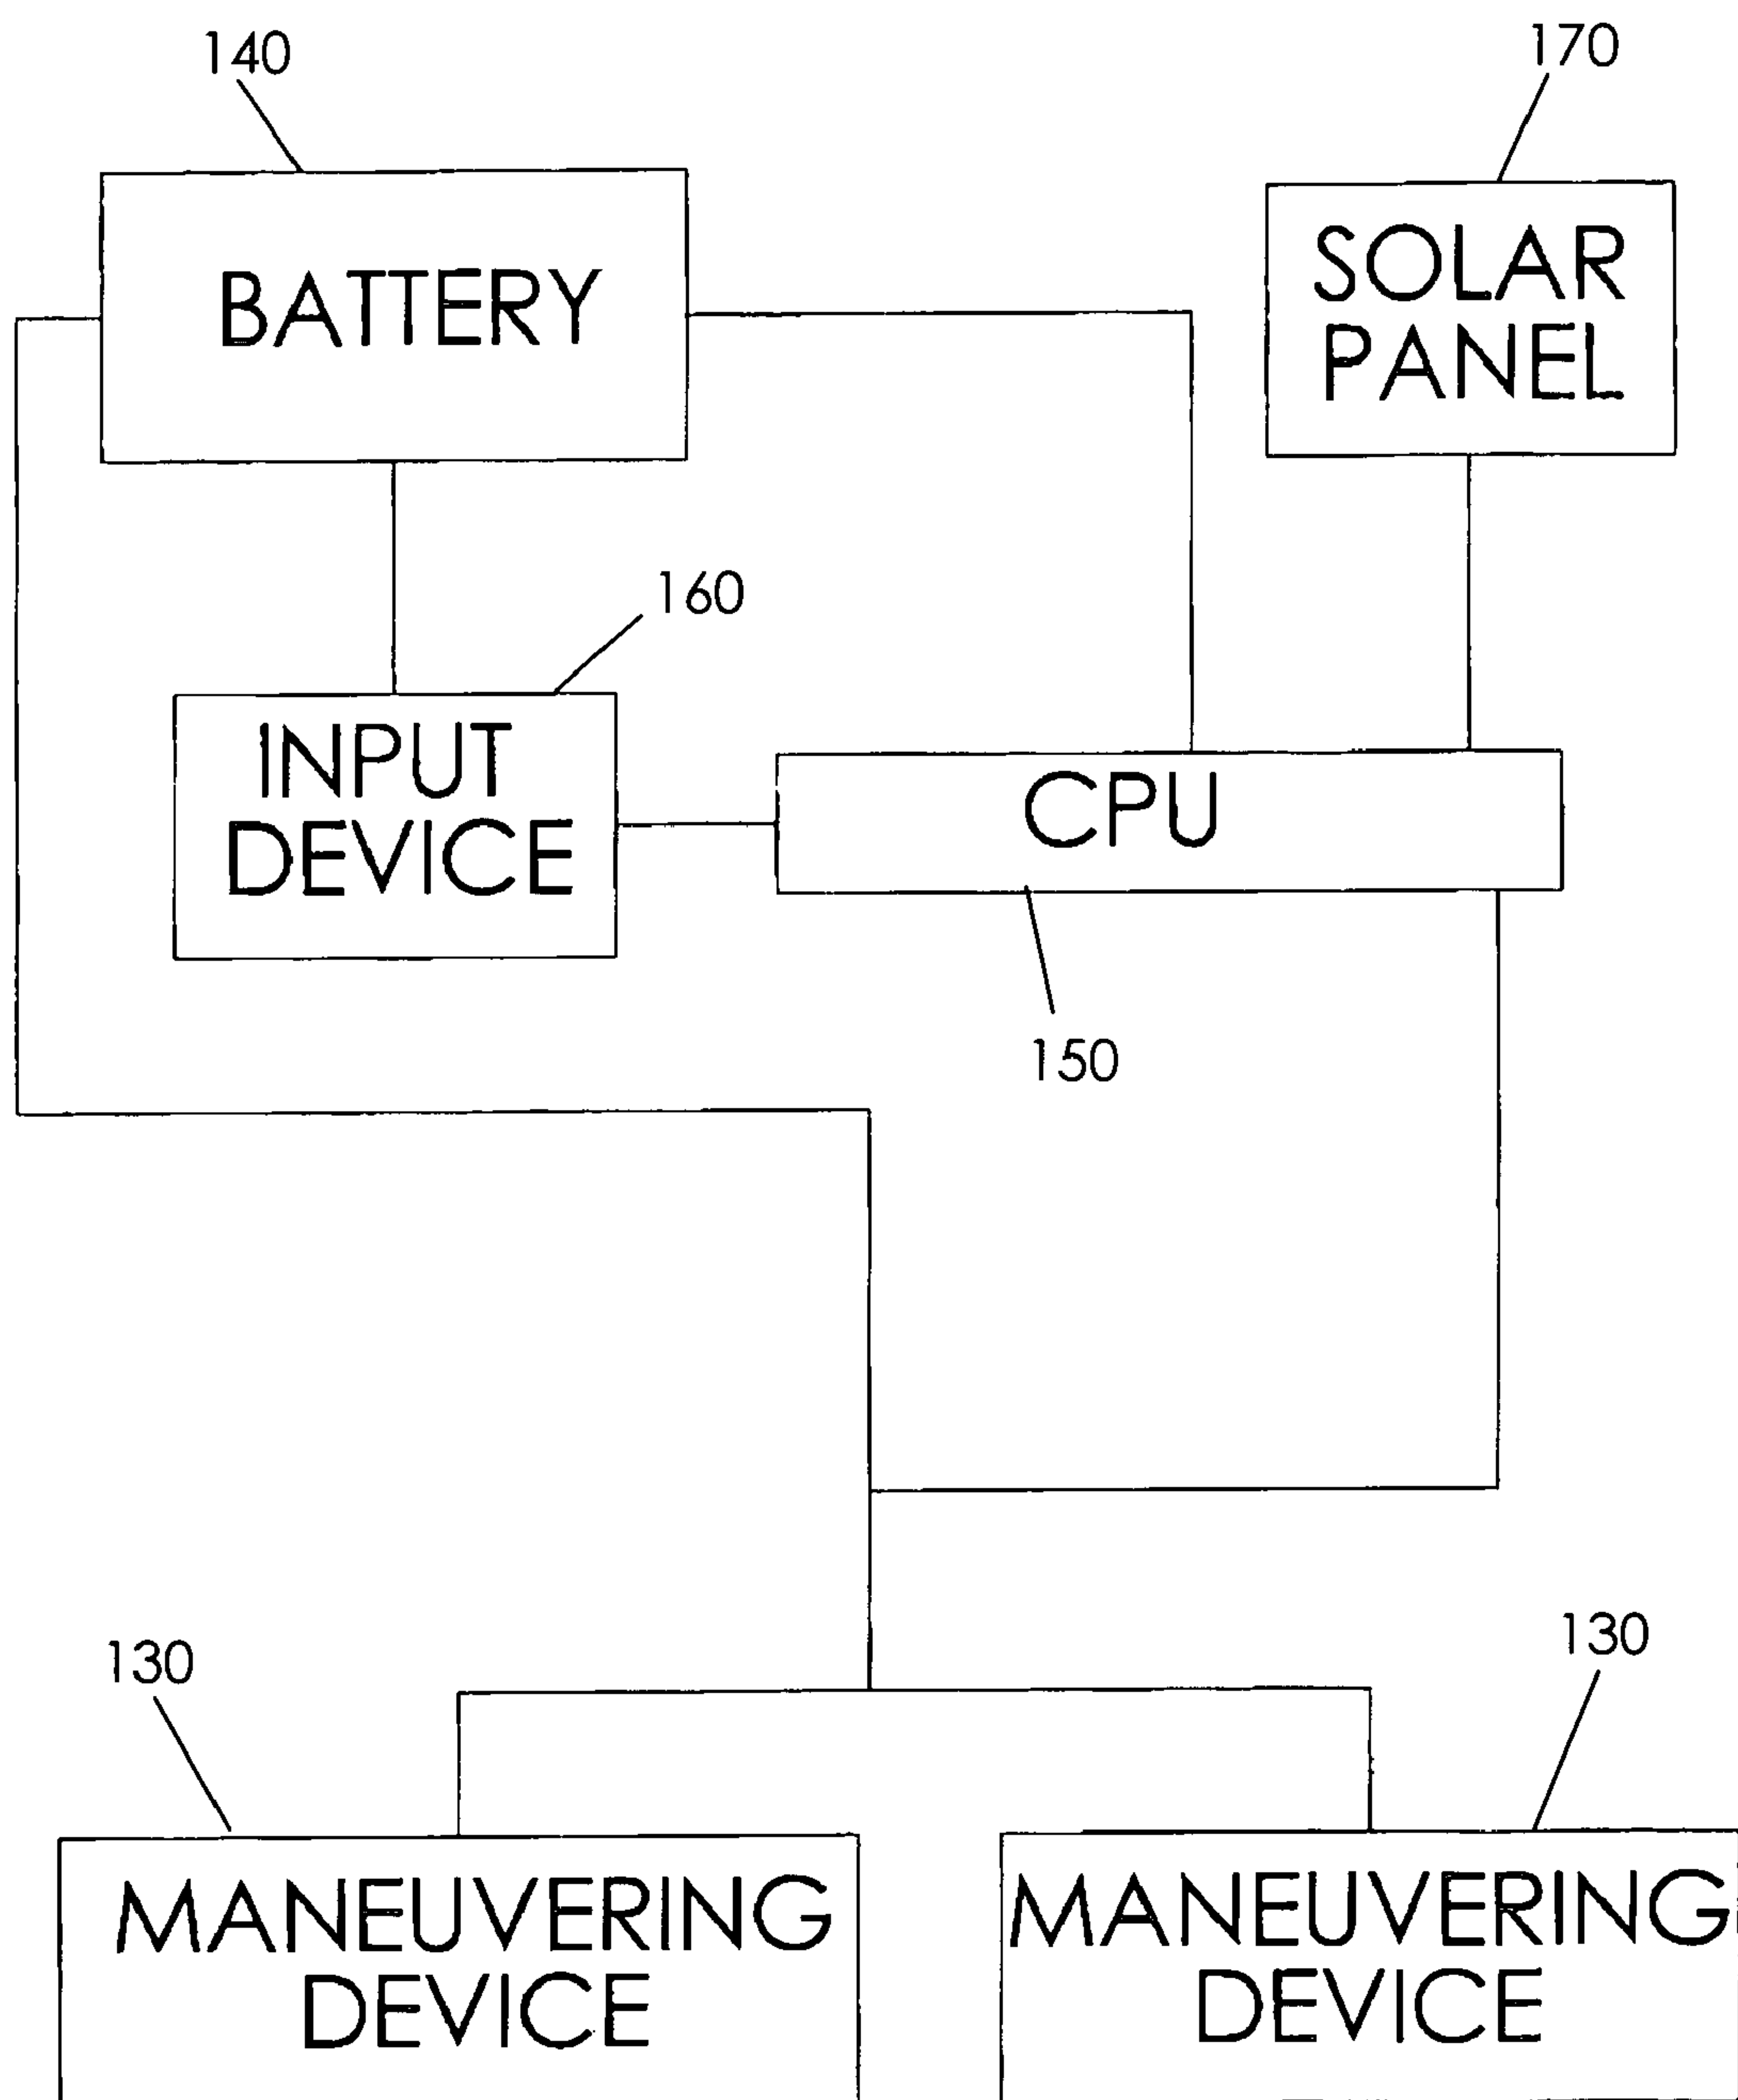 140
170
BATTERY
SOLAR
PANEL
160
INPUT
DEVICE
CPU
150
130
130
MANEUVERING
DEVICE
MANEUVERING
DEVICE